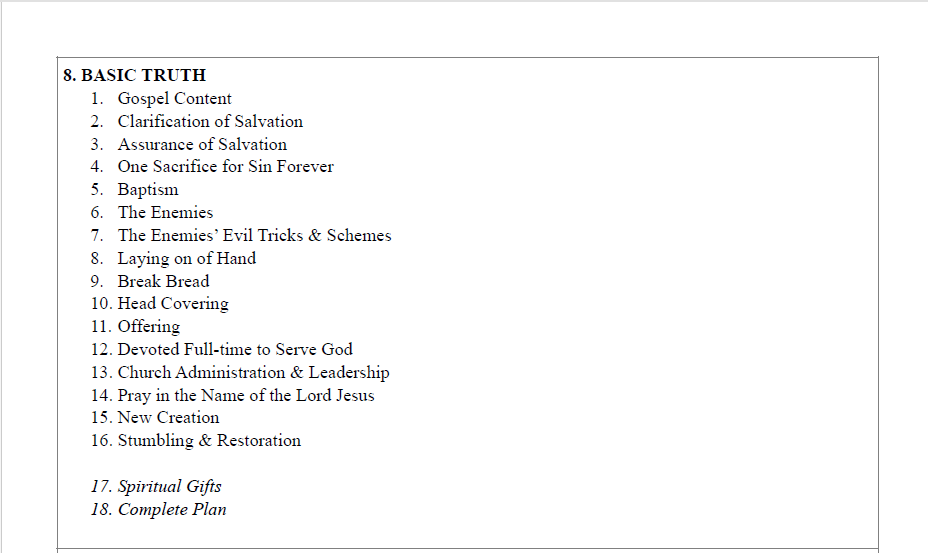 8. BASIC TRUTH
1. Gospel Content
2. Clarification of Salvation
3. Assurance of Salvation
4. One Sacrifice for Sin Forever
5. Baptism
6. The Enemies
7. The Enemies’ Evil Tricks & Schemes
8. Laying on of Hand
9. Break Bread
10. Head Covering
11. Offering
12. Devoted Full-time to Serve God
13. Church Administration & Leadership
14. Pray in the Name of the Lord Jesus
15. New Creation
16. Stumbling & Restoration
17. Spiritual Gifts
18. Complete Plan